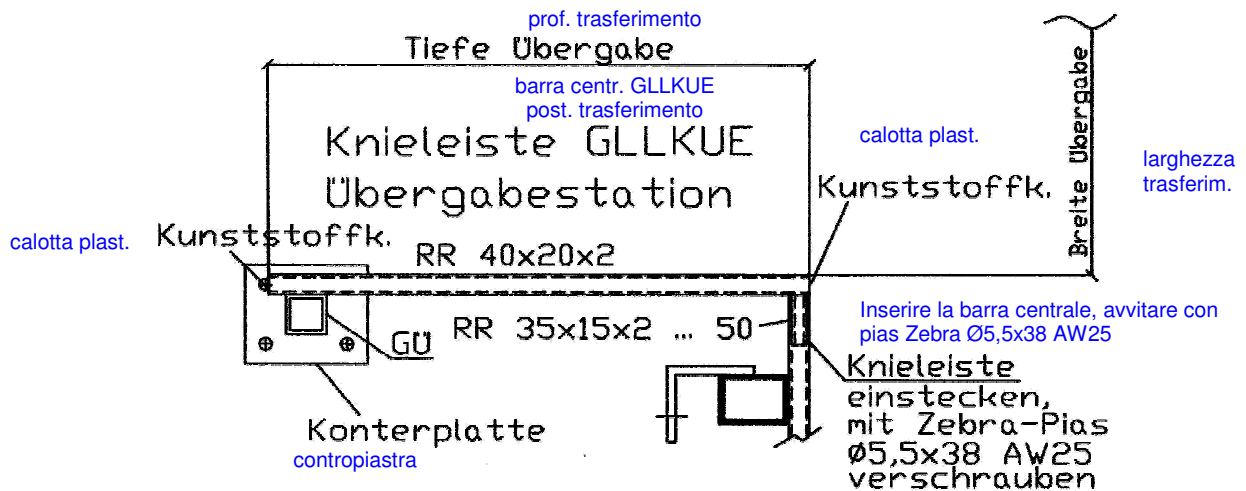 prof. trasferimento
Tiefe Übergabe
barra centr. GLLKUE
post. trasferimento
Knieleiste GLLKUE
Übergabestation
calotta plast.
Kunststoffk.
Breite Übergabe
larghezza
trasferim.
calotta plast.
Kunststoffk.
RR 40x20x2
GÜ
RR 35x15x2 ... 50
Inserire la barra centrale, avvitare con
pias Zebra Ø5,5x38 AW25
Knieleiste
einstecken,
mit Zebra-Pias
Ø5,5x38 AW25
verschrauben
Konterplatte
contropiastra